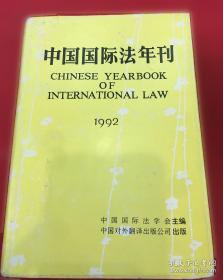 中国国际法年刊
CHINESE YEARBOOK
OF
INTERNATIONAL LAW
1992
中国国际法学会主编
中国对外翻译出版公司出版